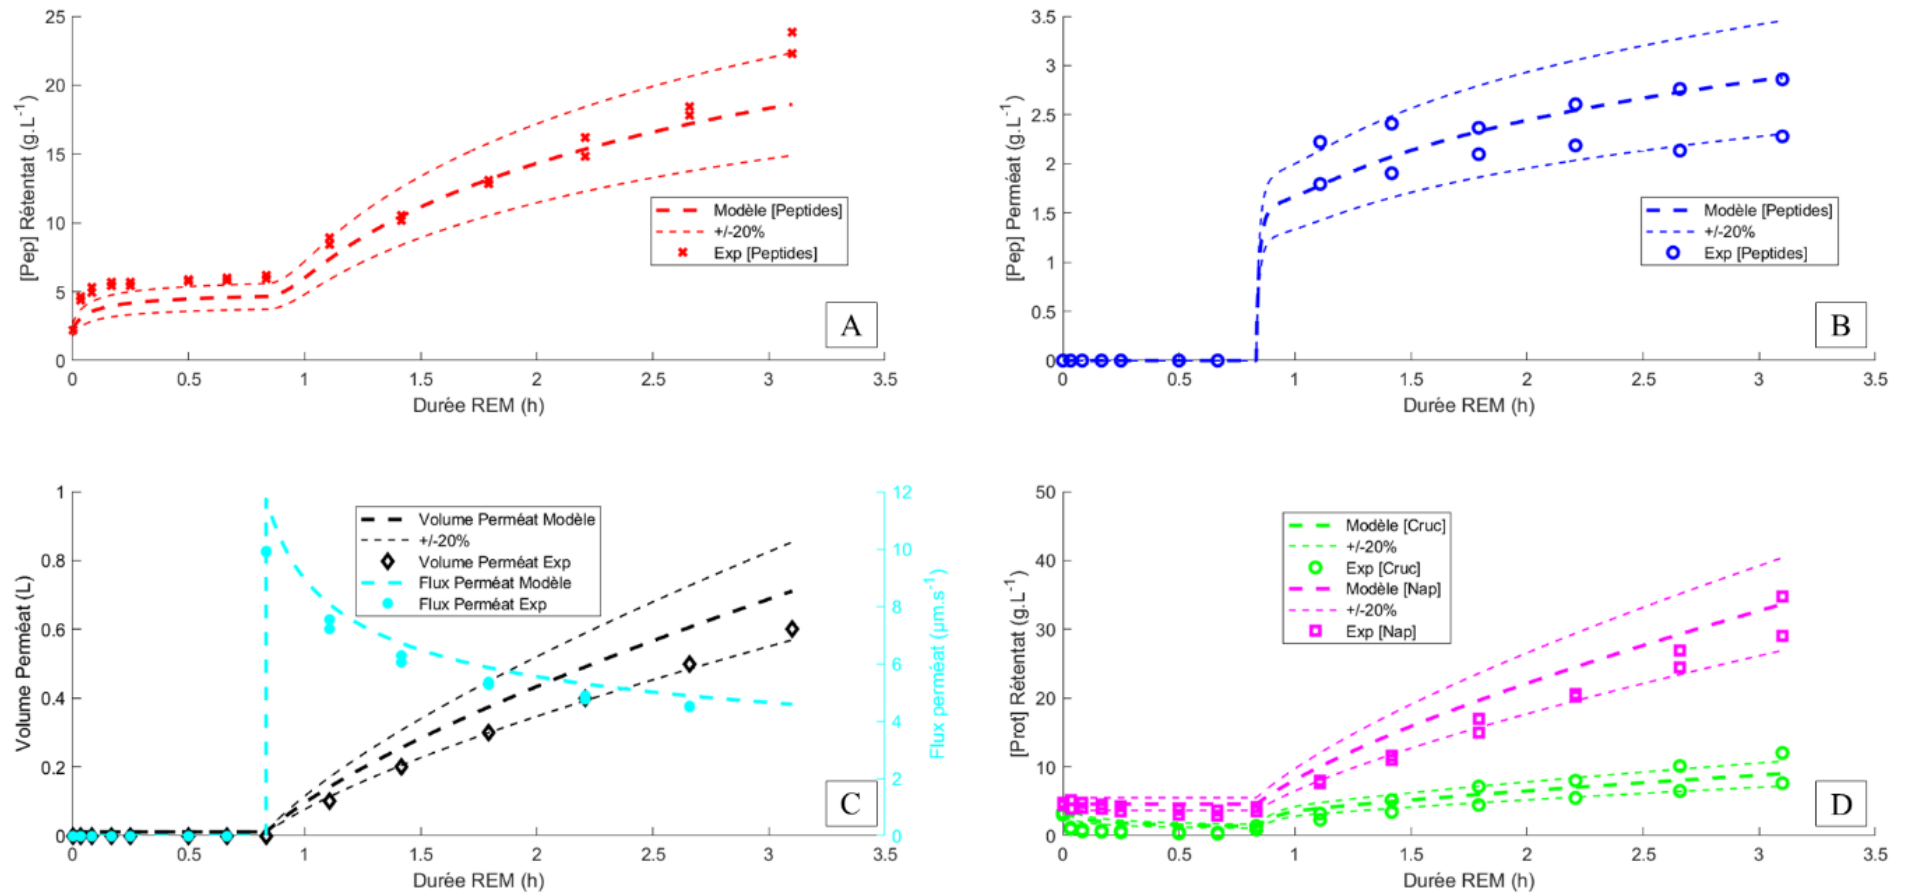 25
20
15
10
5
0
[Pep] Rétentat (g.L⁻¹)
0 0.5 1 1.5 2 2.5 3 3.5
Durée REM (h)
Modèle [Peptides]
+/-20%
Exp [Peptides]
A
3.5
3
2.5
2
1.5
1
0.5
0
[Pep] Perméat (g.L⁻¹)
0 0.5 1 1.5 2 2.5 3 3.5
Durée REM (h)
Modèle [Peptides]
+/-20%
Exp [Peptides]
B
1
0.8
0.6
0.4
0.2
0
Volume Perméat (L)
12
10
8
6
4
2
0
Flux perméat (µm.s⁻¹)
0 0.5 1 1.5 2 2.5 3 3.5
Durée REM (h)
Volume Perméat Modèle
+/-20%
Volume Perméat Exp
Flux Perméat Modèle
Flux Perméat Exp
C
50
40
30
20
10
0
[Prot] Rétentat (g.L⁻¹)
0 0.5 1 1.5 2 2.5 3 3.5
Durée REM (h)
Modèle [Cruc]
+/-20%
Exp [Cruc]
Modèle [Nap]
+/-20%
Exp [Nap]
D